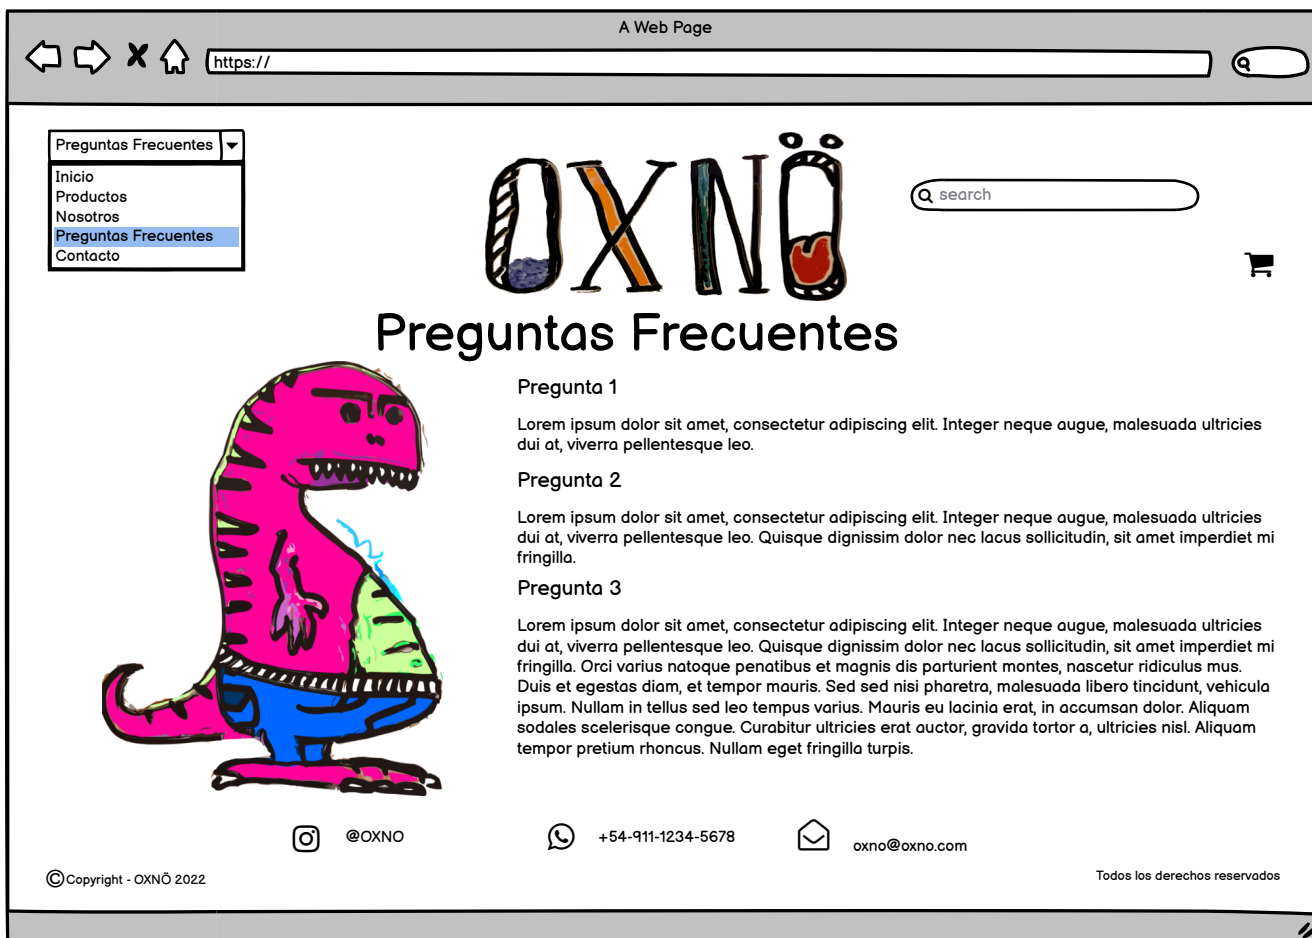 A Web Page
https://
Preguntas Frecuentes
Inicio
Productos
Nosotros
Preguntas Frecuentes
Contacto
OXNÖ
search
Preguntas Frecuentes
Pregunta 1
Lorem ipsum dolor sit amet, consectetur adipiscing elit. Integer neque augue, malesuada ultricies
dui at, viverra pellentesque leo.
Pregunta 2
Lorem ipsum dolor sit amet, consectetur adipiscing elit. Integer neque augue, malesuada ultricies
dui at, viverra pellentesque leo. Quisque dignissim dolor nec lacus sollicitudin, sit amet imperdiet mi
fringilla.
Pregunta 3
Lorem ipsum dolor sit amet, consectetur adipiscing elit. Integer neque augue, malesuada ultricies
dui at, viverra pellentesque leo. Quisque dignissim dolor nec lacus sollicitudin, sit amet imperdiet mi
fringilla. Orci varius natoque penatibus et magnis dis parturient montes, nascetur ridiculus mus.
Duis et egestas diam, et tempor mauris. Sed sed nisi pharetra, malesuada libero tincidunt, vehicula
ipsum. Nullam in tellus sed leo tempus varius. Mauris eu lacinia erat, in accumsan dolor. Aliquam
sodales scelerisque congue. Curabitur ultricies erat auctor, gravida tortor a, ultricies nisl. Aliquam
tempor pretium rhoncus. Nullam eget fringilla turpis.
@OXNO
+54-911-1234-5678
oxno@oxno.com
©Copyright - OXNÖ 2022
Todos los derechos reservados